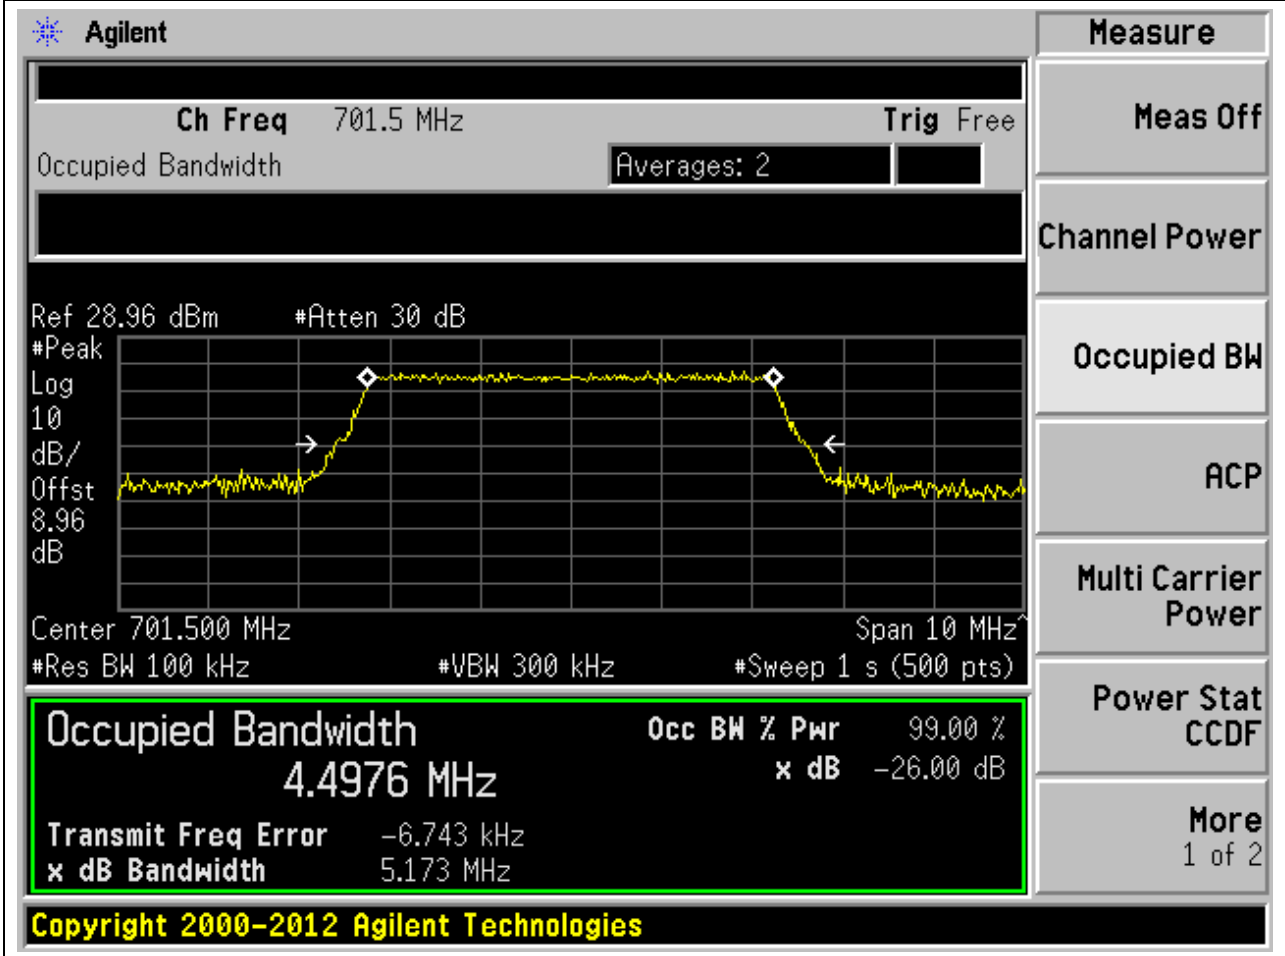 Agilent
Ch Freq 701.5 MHz Trig Free
Occupied Bandwidth Averages: 2
Ref 28.96 dBm #Atten 30 dB
#Peak
Log
10
dB/
Offst
8.96
dB
Center 701.500 MHz Span 10 MHz^
#Res BW 100 kHz #VBW 300 kHz #Sweep 1 s (500 pts)
Occupied Bandwidth Occ BW % Pwr 99.00 %
4.4976 MHz x dB -26.00 dB
Transmit Freq Error -6.743 kHz
x dB Bandwidth 5.173 MHz
Copyright 2000-2012 Agilent Technologies
Measure
Meas Off
Channel Power
Occupied BW
ACP
Multi Carrier
Power
Power Stat
CCDF
More
1 of 2